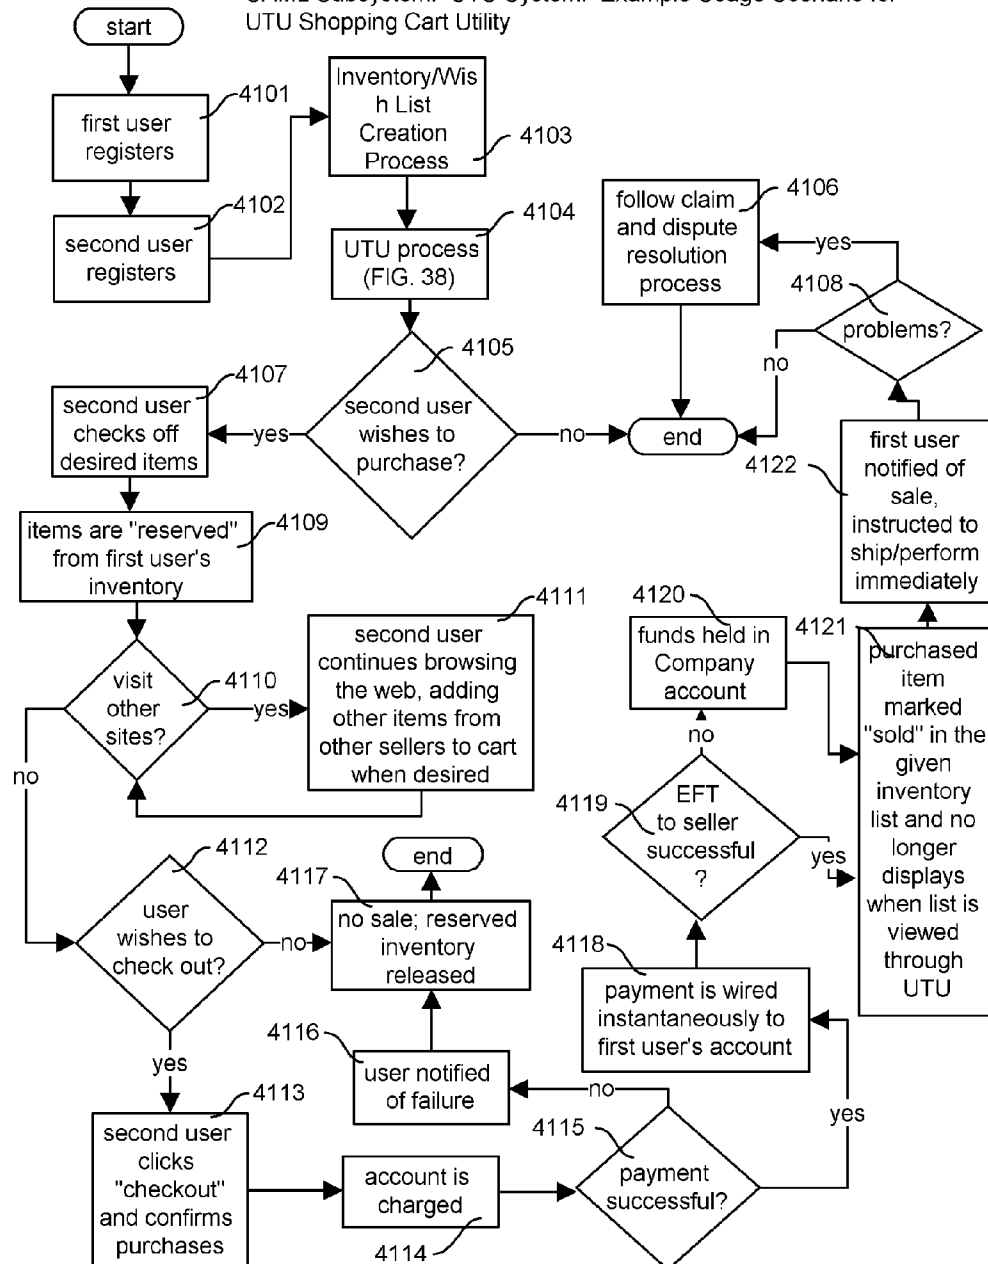 UTU Shopping Cart Utility
start
4101
first user
registers
4102
second user
registers
Inventory/Wis
h List
Creation
Process
4103
4104
UTU process
(FIG. 38)
4105
second user
wishes to
purchase?
yes
no
4106
follow claim
and dispute
resolution
process
yes
4108
problems?
no
end
4107
second user
checks off
desired items
4109
items are "reserved"
from first user's
inventory
4110
visit
other
sites?
yes
no
4111
second user
continues browsing
the web, adding
other items from
other sellers to cart
when desired
4112
user
wishes to
check out?
no
yes
4113
second user
clicks
"checkout"
and confirms
purchases
account is
charged
4114
4115
payment
successful?
no
yes
4116
user notified
of failure
4117
no sale; reserved
inventory
released
end
4118
payment is wired
instantaneously to
first user's account
4119
EFT
to seller
successful
?
no
yes
4120
funds held in
Company
account
4121
purchased
item
marked
"sold" in the
given
inventory
list and no
longer
displays
when list is
viewed
through
UTU
4122
first user
notified of
sale,
instructed to
ship/perform
immediately